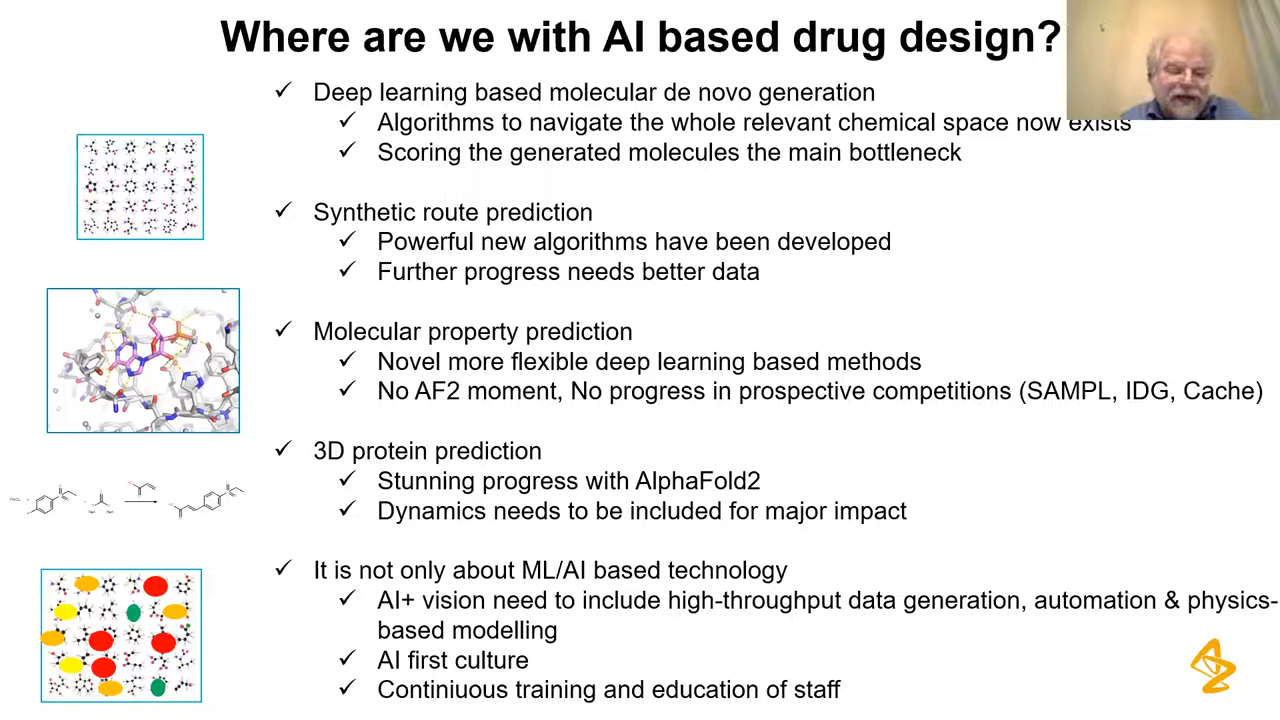 Where are we with AI based drug design?
Deep learning based molecular de novo generation
Algorithms to navigate the whole relevant chemical space now exists
Scoring the generated molecules the main bottleneck
Synthetic route prediction
Powerful new algorithms have been developed
Further progress needs better data
Molecular property prediction
Novel more flexible deep learning based methods
No AF2 moment, No progress in prospective competitions (SAMPL, IDG, Cache)
3D protein prediction
Stunning progress with AlphaFold2
Dynamics needs to be included for major impact
It is not only about ML/AI based technology
AI+ vision need to include high-throughput data generation, automation & physics-
based modelling
AI first culture
Continiuous training and education of staff